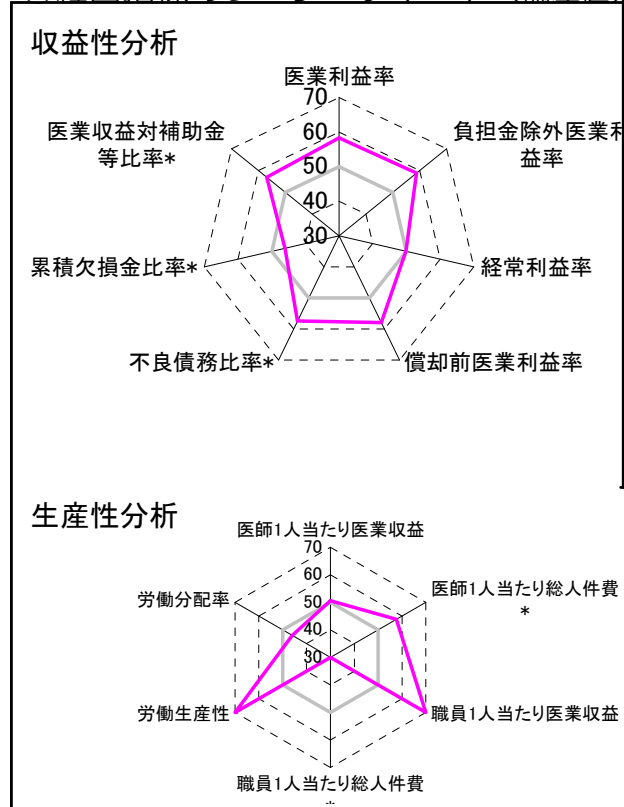 収益性分析
医業利益率
70
60
50
40
30
負担金除外医業利
益率
経常利益率
償却前医業利益率
不良債務比率*
累積欠損金比率*
医業収益対補助金
等比率*
生産性分析
医師1人当たり医業収益
70
60
50
40
30
医師1人当たり総人件費
*
職員1人当たり医業収益
職員1人当たり総人件費
*
労働生産性
労働分配率